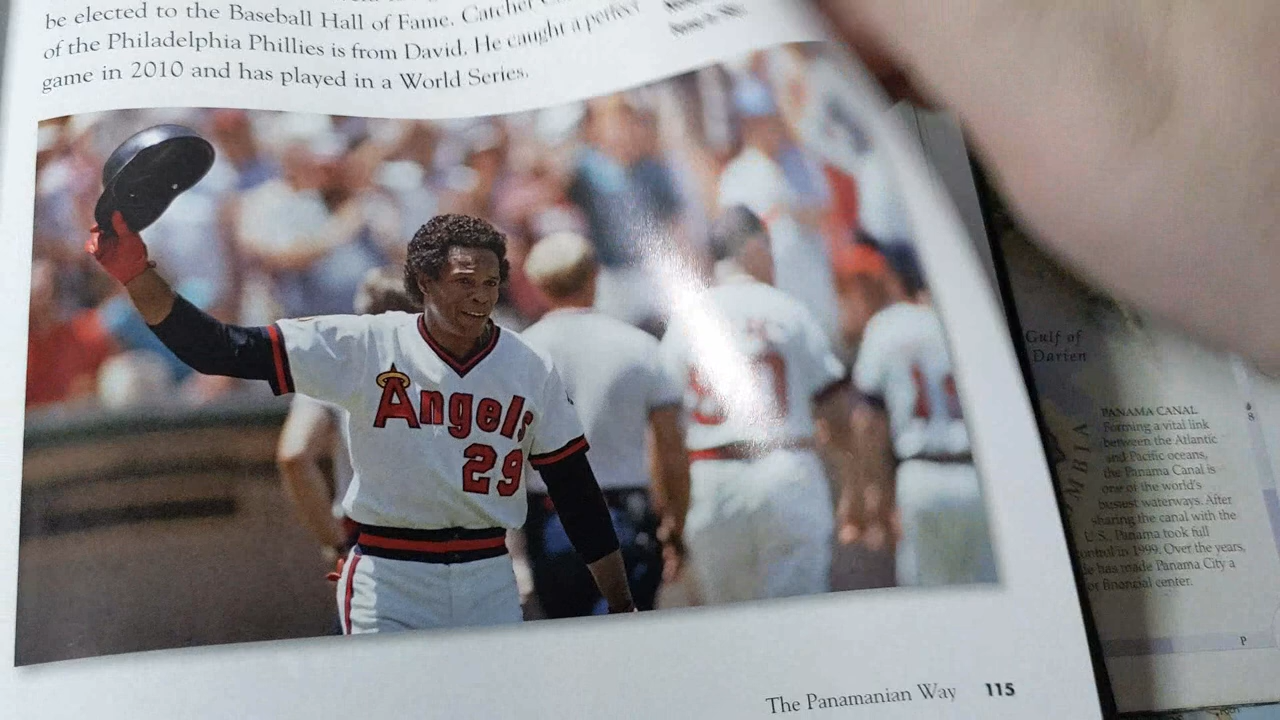 be elected to the Baseball Hall of Fame. Catcher
of the Philadelphia Phillies is from David. He caught a perfect
game in 2010 and has played in a World Series.
Angels
29
The Panamanian Way 115
Gulf of
Darien
PANAMA CANAL
Forming a vital link
between the Atlantic
and Pacific oceans,
the Panama Canal is
one of the world's
busiest waterways. After
sharing the canal with the
U.S., Panama took full
control in 1999. Over the years,
has made Panama City a
financial center.
P